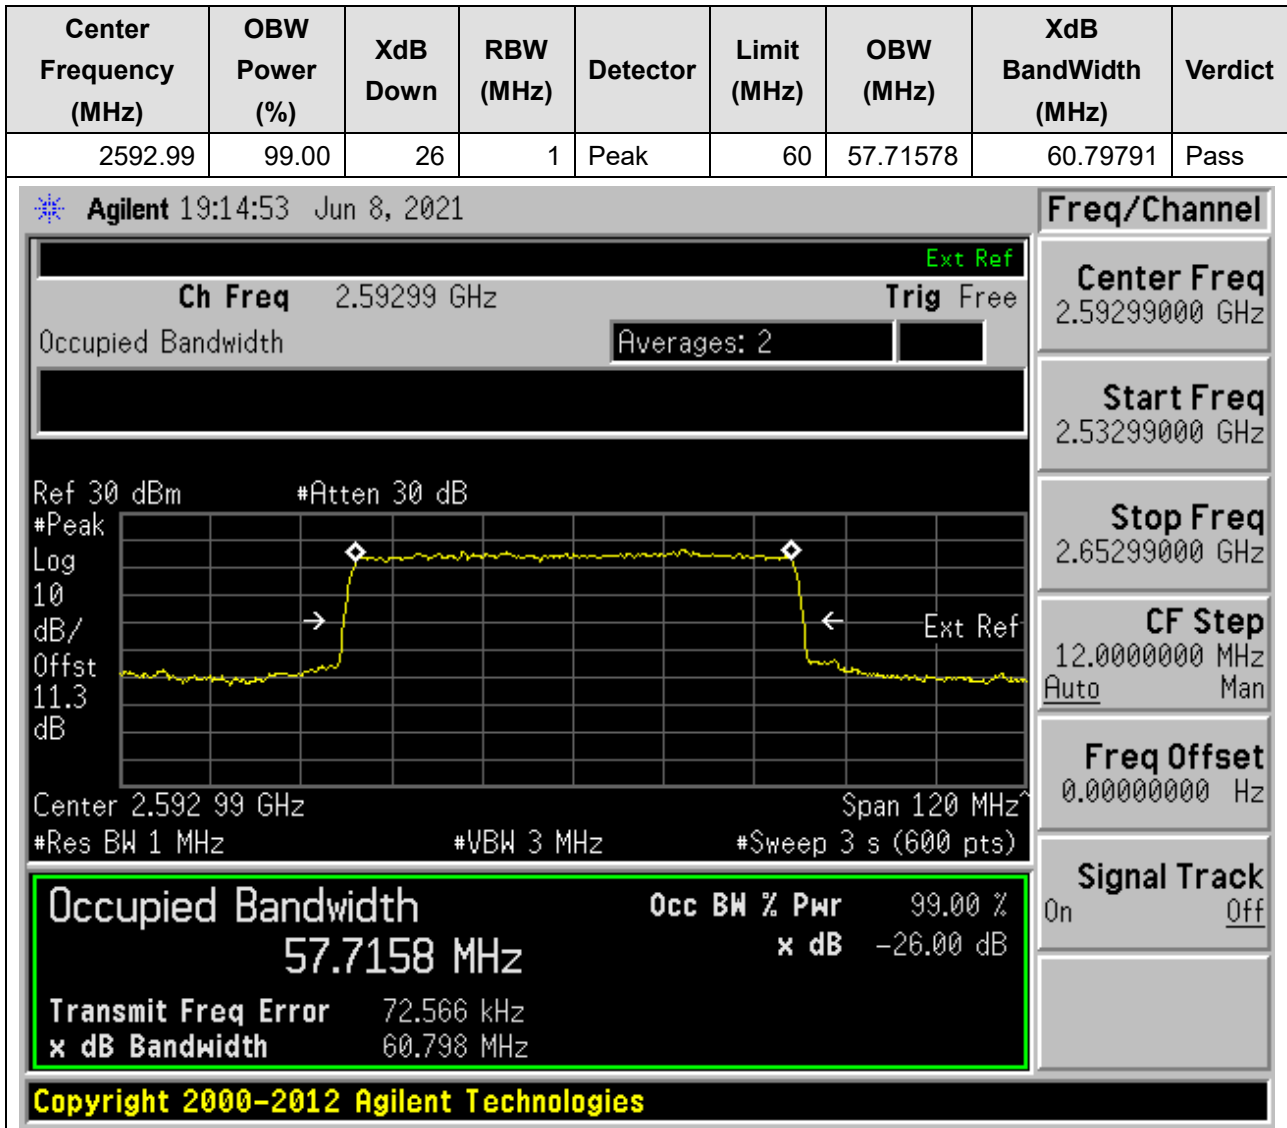 Center Frequency (MHz) OBW Power (%) XdB Down RBW (MHz) Detector Limit (MHz) OBW (MHz) XdB BandWidth (MHz) Verdict
2592.99 99.00 26 1 Peak 60 57.71578 60.79791 Pass
Agilent 19:14:53 Jun 8, 2021
Ext Ref
Ch Freq 2.59299 GHz Trig Free
Occupied Bandwidth Averages: 2
Ref 30 dBm #Atten 30 dB
#Peak
Log
10
dB/
Offst
11.3
dB
Ext Ref
Center 2.592 99 GHz Span 120 MHz^
#Res BW 1 MHz #VBW 3 MHz #Sweep 3 s (600 pts)
Occupied Bandwidth Occ BW % Pwr 99.00 %
57.7158 MHz x dB -26.00 dB
Transmit Freq Error 72.566 kHz
x dB Bandwidth 60.798 MHz
Copyright 2000-2012 Agilent Technologies
Freq/Channel
Center Freq
2.59299000 GHz
Start Freq
2.53299000 GHz
Stop Freq
2.65299000 GHz
CF Step
12.0000000 MHz
Auto Man
Freq Offset
0.00000000 Hz
Signal Track
On Off